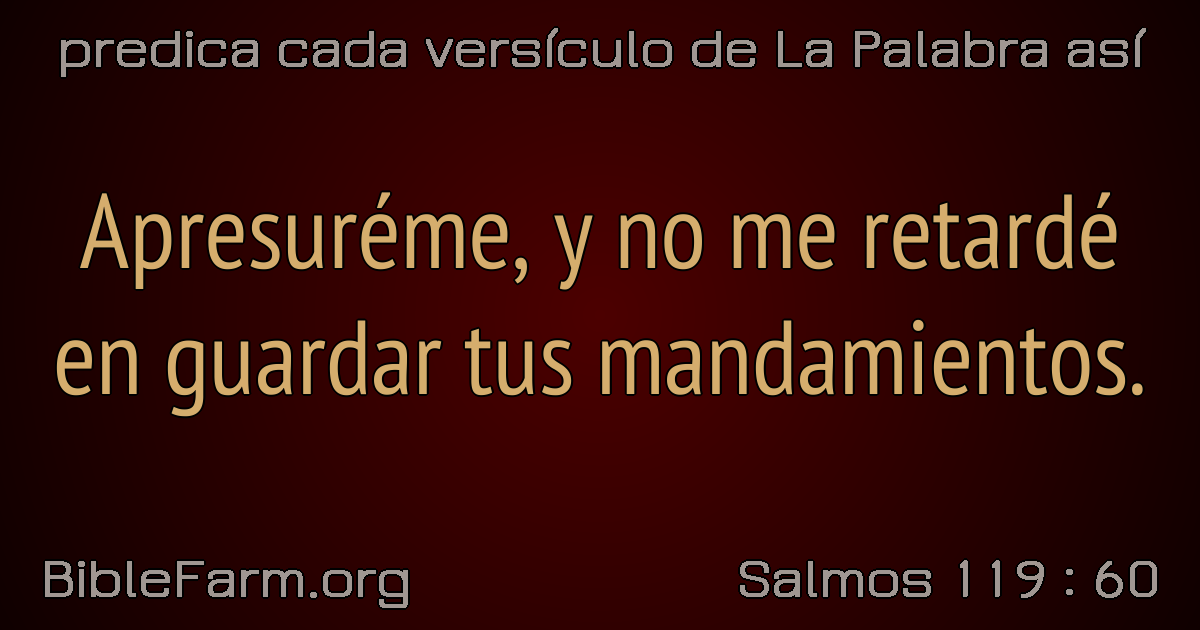 predica cada versículo de La Palabra así
Apresuréme, y no me retardé
en guardar tus mandamientos.
BibleFarm.org
Salmos 119 : 60